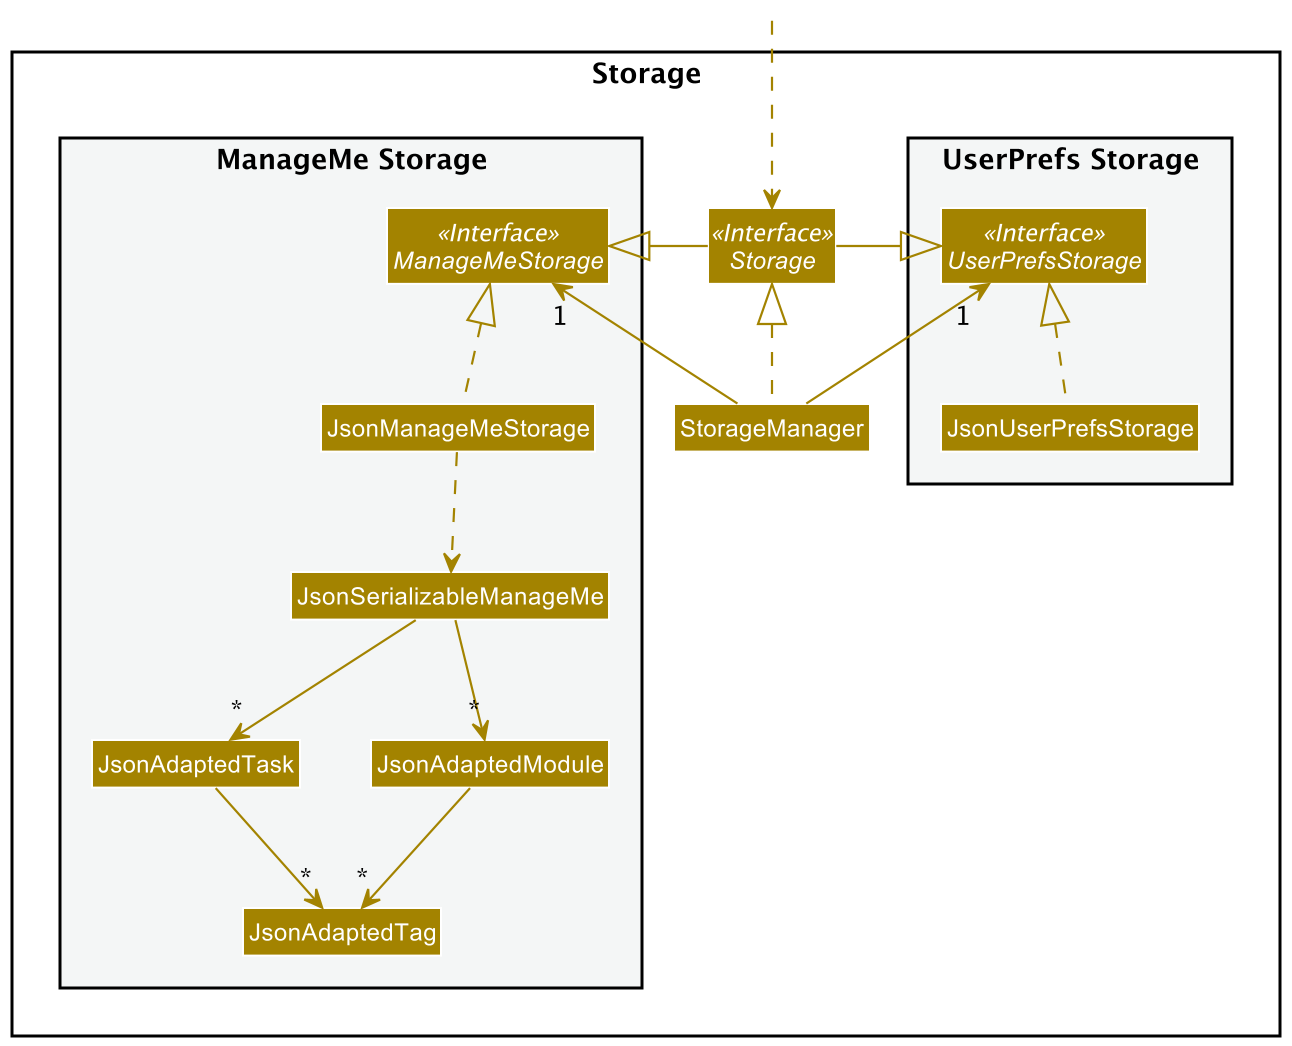 Storage
ManageMe Storage
UserPrefs Storage
«Interface»
ManageMeStorage
«Interface»
Storage
«Interface»
UserPrefsStorage
1
1
JsonManageMeStorage
StorageManager
JsonUserPrefsStorage
JsonSerializableManageMe
*
*
JsonAdaptedTask
JsonAdaptedModule
*
*
JsonAdaptedTag